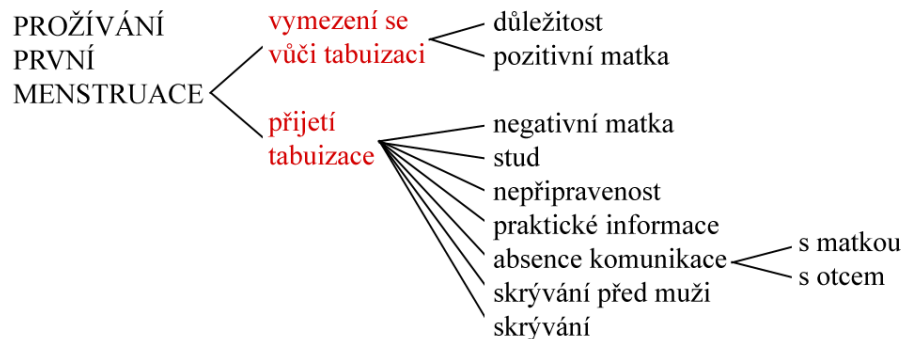 PROŽÍVÁNÍ
PRVNÍ
MENSTRUACE
vymezení se
vůči tabuizaci
důležitost
pozitivní matka
přijetí
tabuizace
negativní matka
stud
nepřipravenost
praktické informace
absence komunikace
s matkou
s otcem
skrývání před muži
skrývání